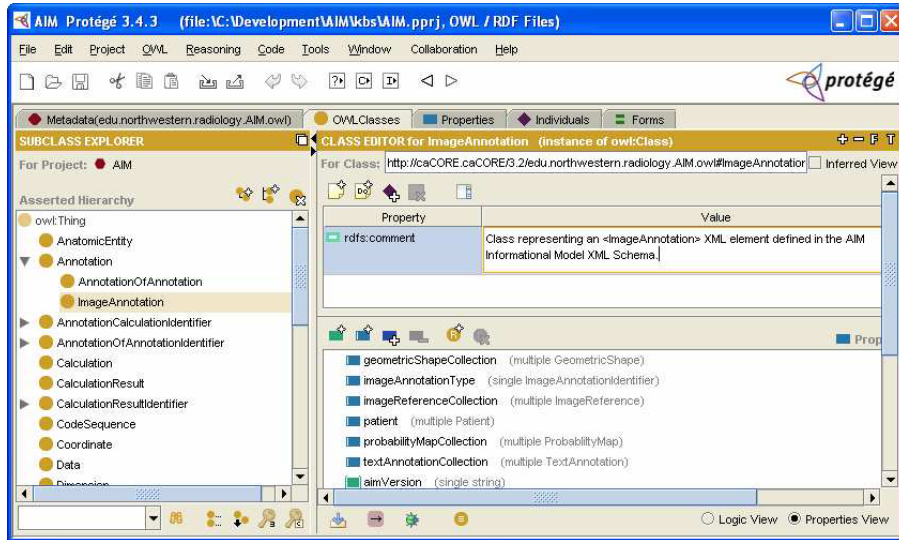 AIM Protégé 3.4.3 (file:\C:\Development\AIM\kbs\AIM.pprj, OWL / RDF Files)
File Edit Project OWL Reasoning Code Tools Window Collaboration Help
protégé
Metadata(edu.northwestern.radiology.AIM.owl) OWLClasses Properties Individuals Forms
SUBCLASS EXPLORER
CLASS EDITOR for ImageAnnotation (instance of owl:Class)
For Project: AIM
For Class: http://caCORE.caCORE/3.2/edu.northwestern.radiology.AIM.owl#ImageAnnotation Inferred View
Asserted Hierarchy
owl:Thing
AnatomicEntity
Annotation
AnnotationOfAnnotation
ImageAnnotation
AnnotationCalculationIdentifier
AnnotationOfAnnotationIdentifier
Calculation
CalculationResult
CalculationResultIdentifier
CodeSequence
Coordinate
Data
Dimension
Property Value
rdfs:comment
Class representing an <ImageAnnotation> XML element defined in the AIM
Informational Model XML Schema.
Prop
geometricShapeCollection (multiple GeometricShape)
imageAnnotationType (single ImageAnnotationIdentifier)
imageReferenceCollection (multiple ImageReference)
patient (multiple Patient)
probabilityMapCollection (multiple ProbablilityMap)
textAnnotationCollection (multiple TextAnnotation)
aimVersion (single string)
Logic View Properties View